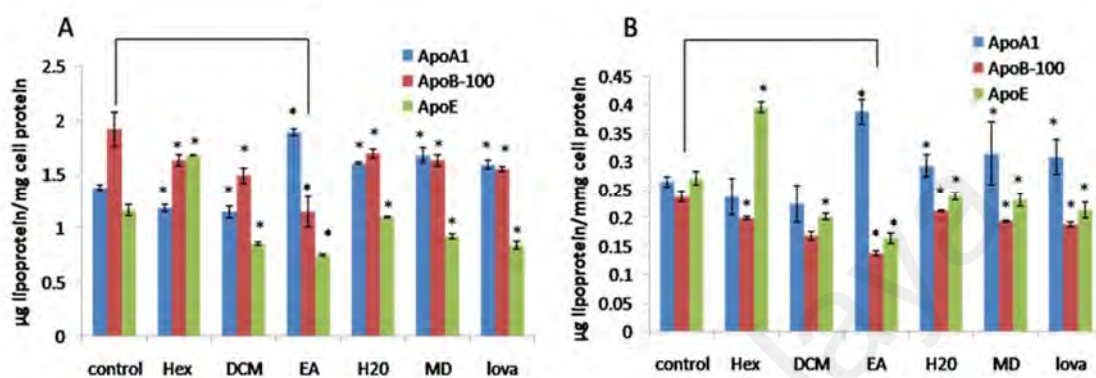 A
ApoA1
ApoB-100
ApoE
µg lipoprotein/mg cell protein
2.5
2
1.5
1
0.5
0
* * * * * * * * * * * * * * * * * *
control Hex DCM EA H20 MD lova
B
ApoA1
ApoB-100
ApoE
µg lipoprotein/mmg cell protein
0.45
0.4
0.35
0.3
0.25
0.2
0.15
0.1
0.05
0
* * * * * * * * * * * * * * *
control Hex DCM EA H20 MD lova